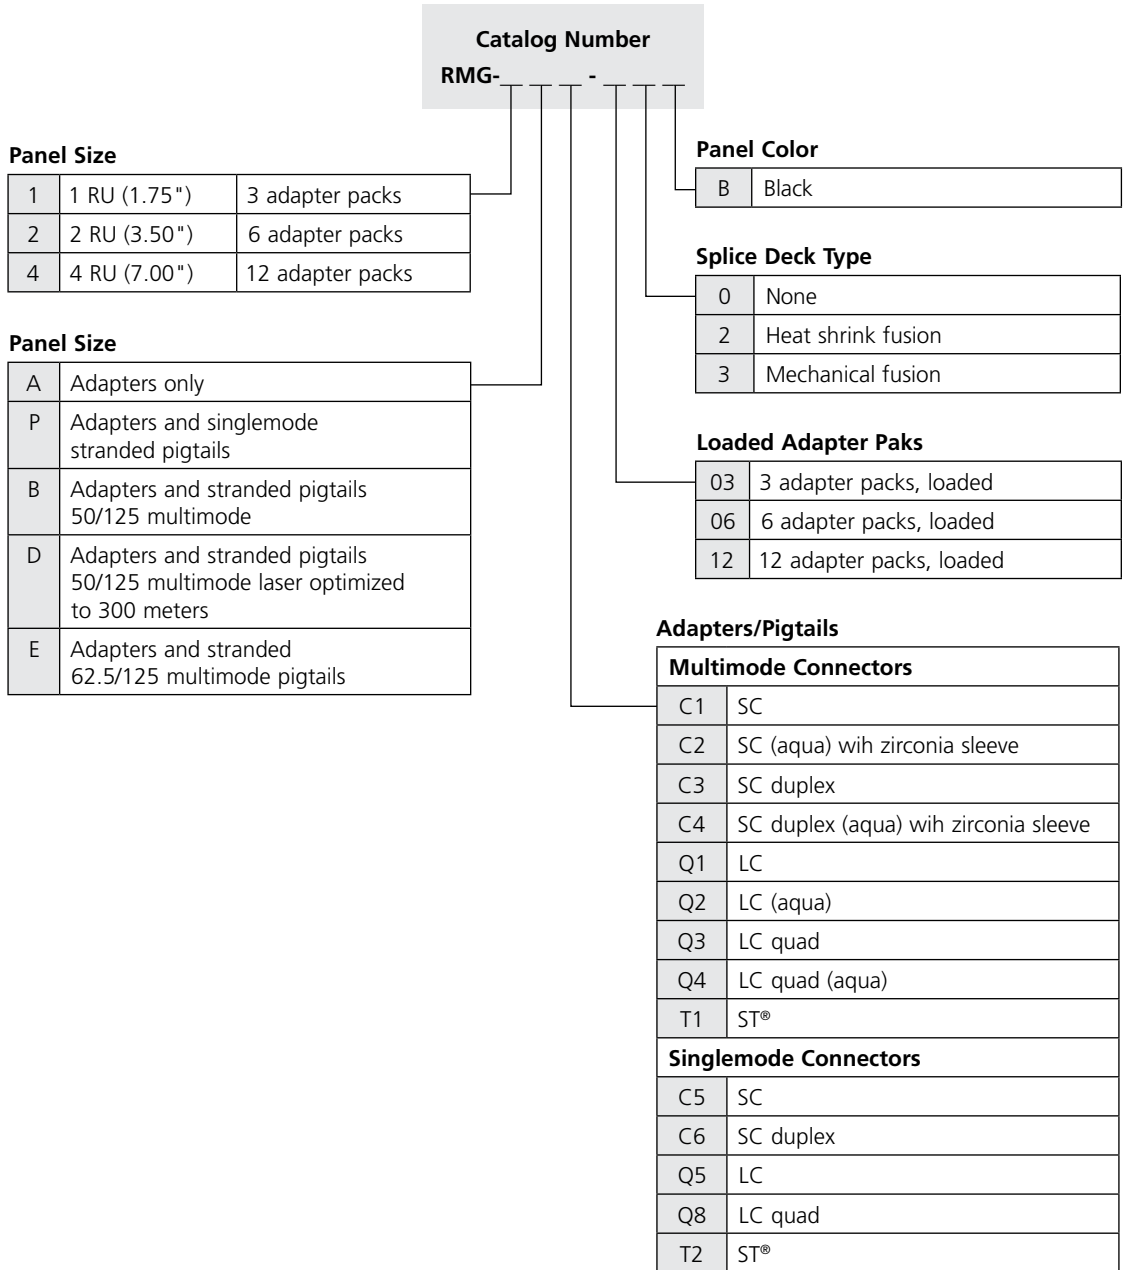 Catalog Number
RMG-__ __ __ - __ __ __
Panel Size
1 1 RU (1.75") 3 adapter packs
2 2 RU (3.50") 6 adapter packs
4 4 RU (7.00") 12 adapter packs
Panel Size
A Adapters only
P Adapters and singlemode
stranded pigtails
B Adapters and stranded pigtails
50/125 multimode
D Adapters and stranded pigtails
50/125 multimode laser optimized
to 300 meters
E Adapters and stranded
62.5/125 multimode pigtails
Panel Color
B Black
Splice Deck Type
0 None
2 Heat shrink fusion
3 Mechanical fusion
Loaded Adapter Paks
03 3 adapter packs, loaded
06 6 adapter packs, loaded
12 12 adapter packs, loaded
Adapters/Pigtails
Multimode Connectors
C1 SC
C2 SC (aqua) wih zirconia sleeve
C3 SC duplex
C4 SC duplex (aqua) wih zirconia sleeve
Q1 LC
Q2 LC (aqua)
Q3 LC quad
Q4 LC quad (aqua)
T1 ST®
Singlemode Connectors
C5 SC
C6 SC duplex
Q5 LC
Q8 LC quad
T2 ST®